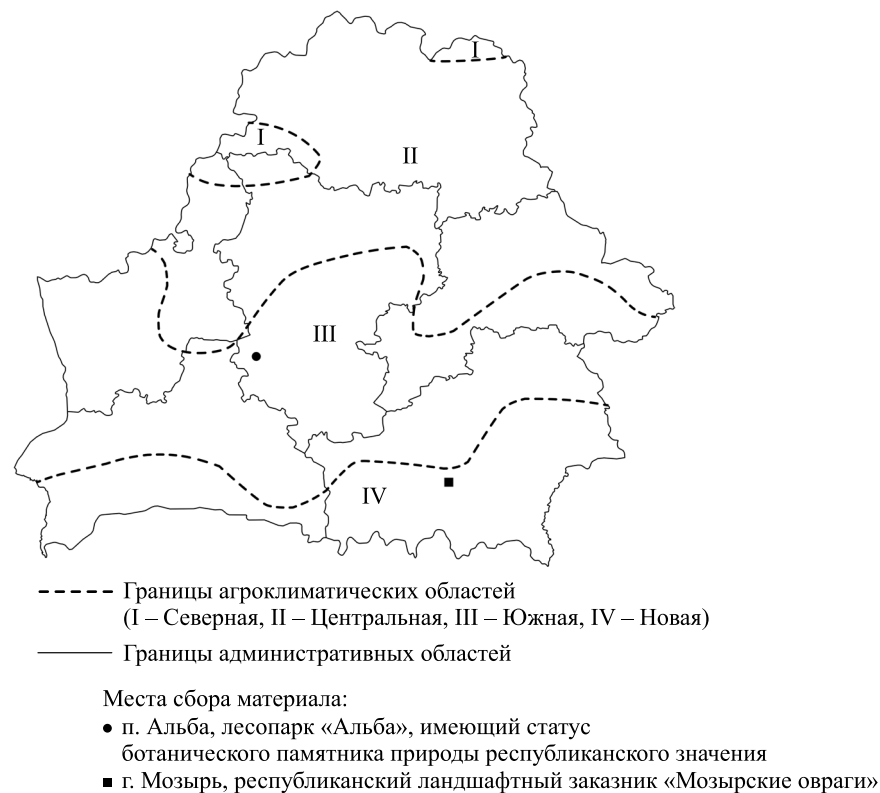 I
I
II
III
IV
Границы агроклиматических областей
(I – Северная, II – Центральная, III – Южная, IV – Новая)
Границы административных областей
Места сбора материала:
п. Альба, лесопарк «Альба», имеющий статус
ботанического памятника природы республиканского значения
г. Мозырь, республиканский ландшафтный заказник «Мозырские овраги»